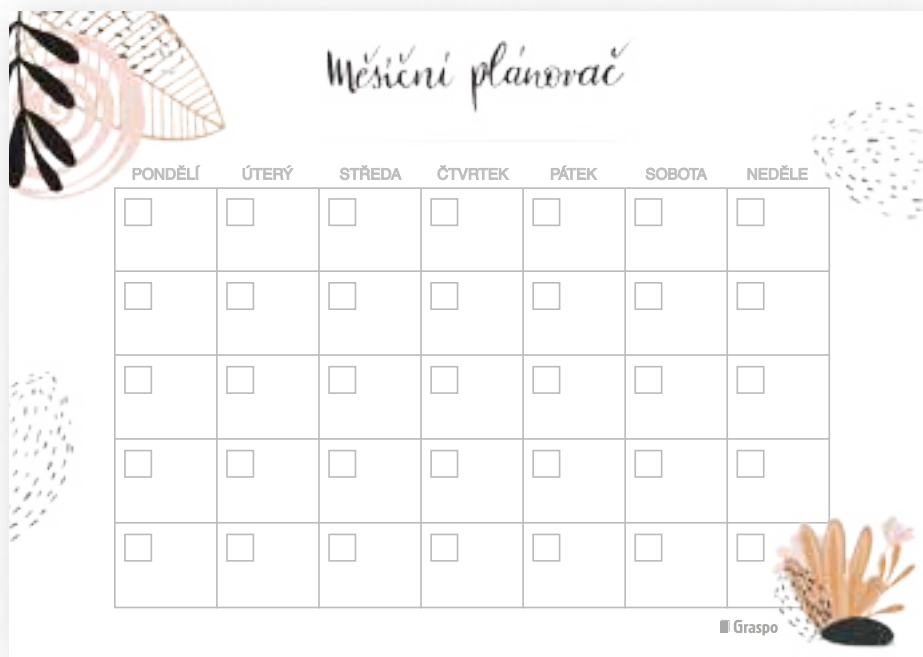 Měsíční plánovač
PONDĚLÍ ÚTERÝ STŘEDA ČTVRTEK PÁTEK SOBOTA NEDĚLE
Graspo